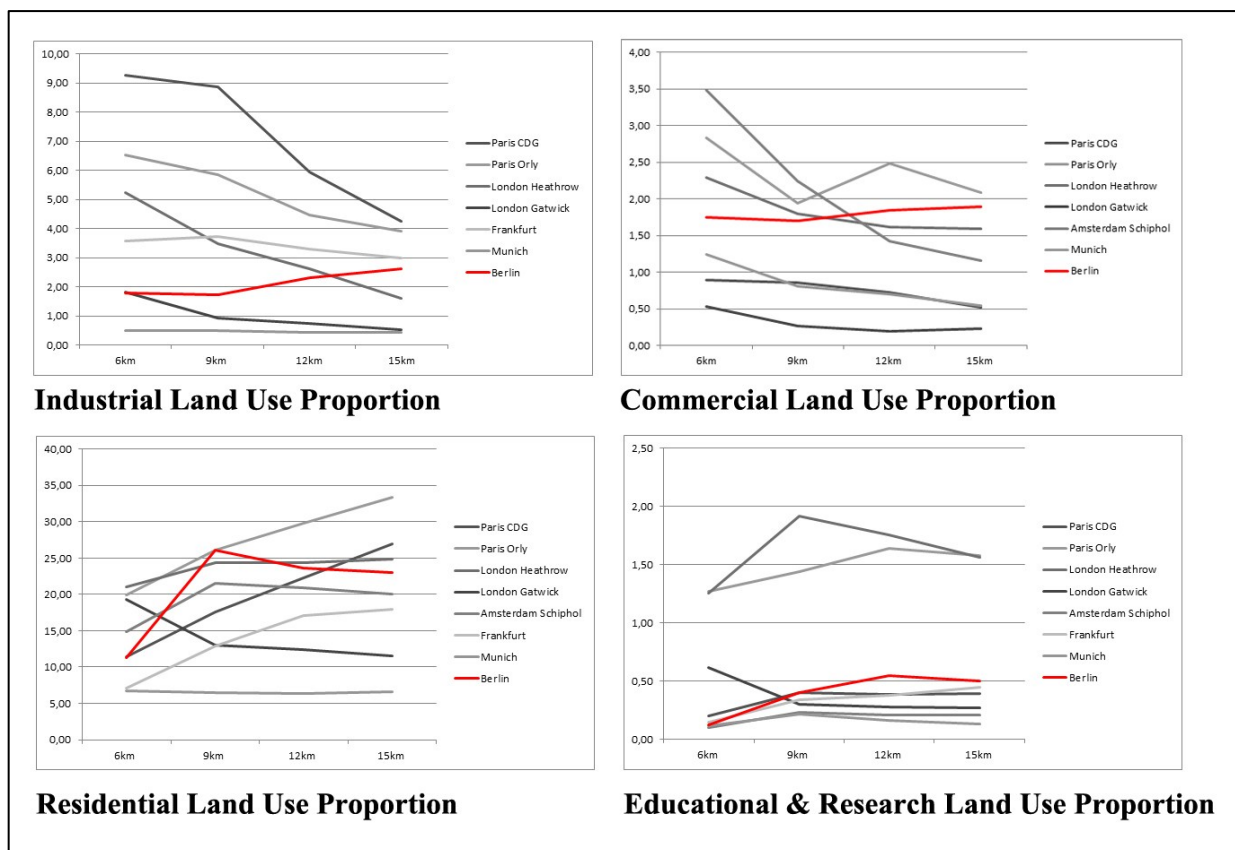 10,00
9,00
8,00
7,00
6,00
5,00
4,00
3,00
2,00
1,00
0,00
6km 9km 12km 15km
Paris CDG
Paris Orly
London Heathrow
London Gatwick
Frankfurt
Munich
Berlin
Industrial Land Use Proportion
4,00
3,50
3,00
2,50
2,00
1,50
1,00
0,50
0,00
6km 9km 12km 15km
Paris CDG
Paris Orly
London Heathrow
London Gatwick
Amsterdam Schiphol
Munich
Berlin
Commercial Land Use Proportion
40,00
35,00
30,00
25,00
20,00
15,00
10,00
5,00
0,00
6km 9km 12km 15km
Paris CDG
Paris Orly
London Heathrow
London Gatwick
Amsterdam Schiphol
Frankfurt
Munich
Berlin
Residential Land Use Proportion
2,50
2,00
1,50
1,00
0,50
0,00
6km 9km 12km 15km
Paris CDG
Paris Orly
London Heathrow
London Gatwick
Amsterdam Schiphol
Frankfurt
Munich
Berlin
Educational & Research Land Use Proportion